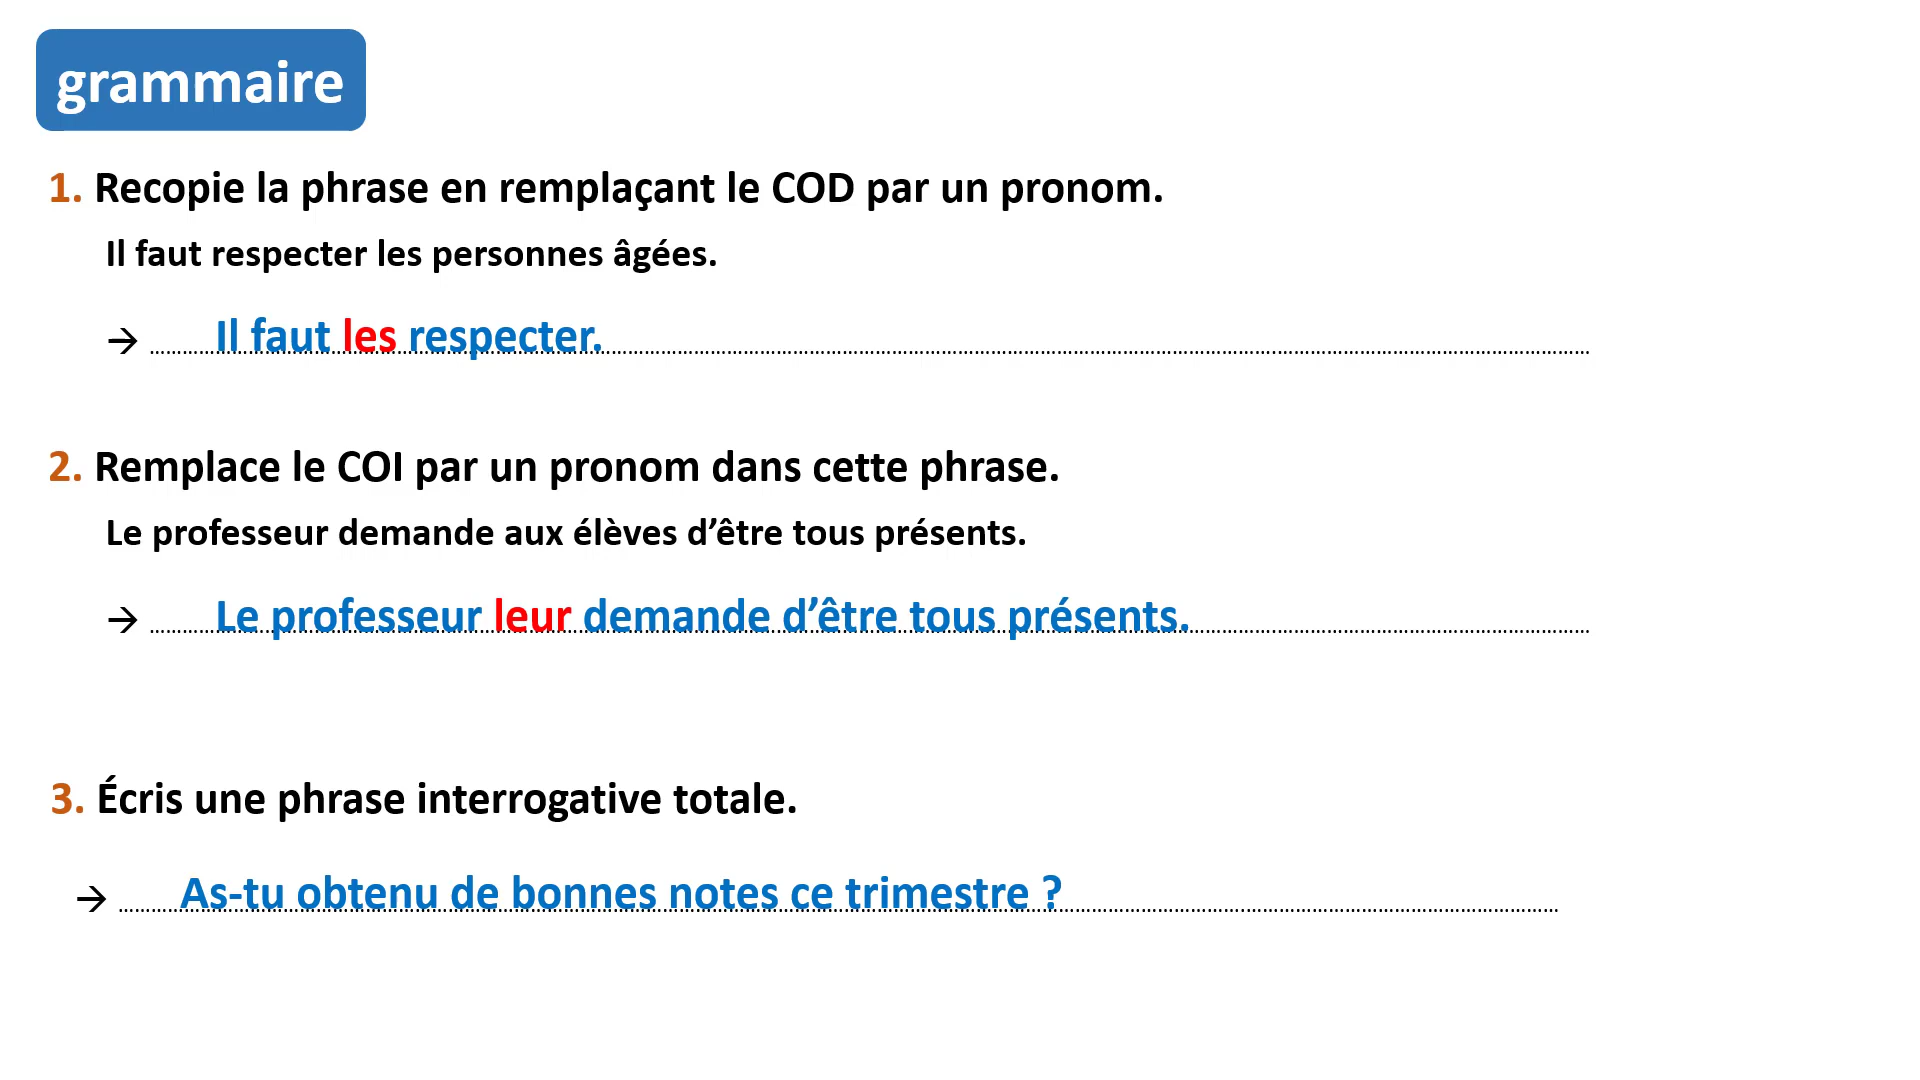 grammaire
1. Recopie la phrase en remplaçant le COD par un pronom.
Il faut respecter les personnes âgées.
→ Il faut les respecter.
2. Remplace le COI par un pronom dans cette phrase.
Le professeur demande aux élèves d’être tous présents.
→ Le professeur leur demande d’être tous présents.
3. Écris une phrase interrogative totale.
→ As-tu obtenu de bonnes notes ce trimestre ?